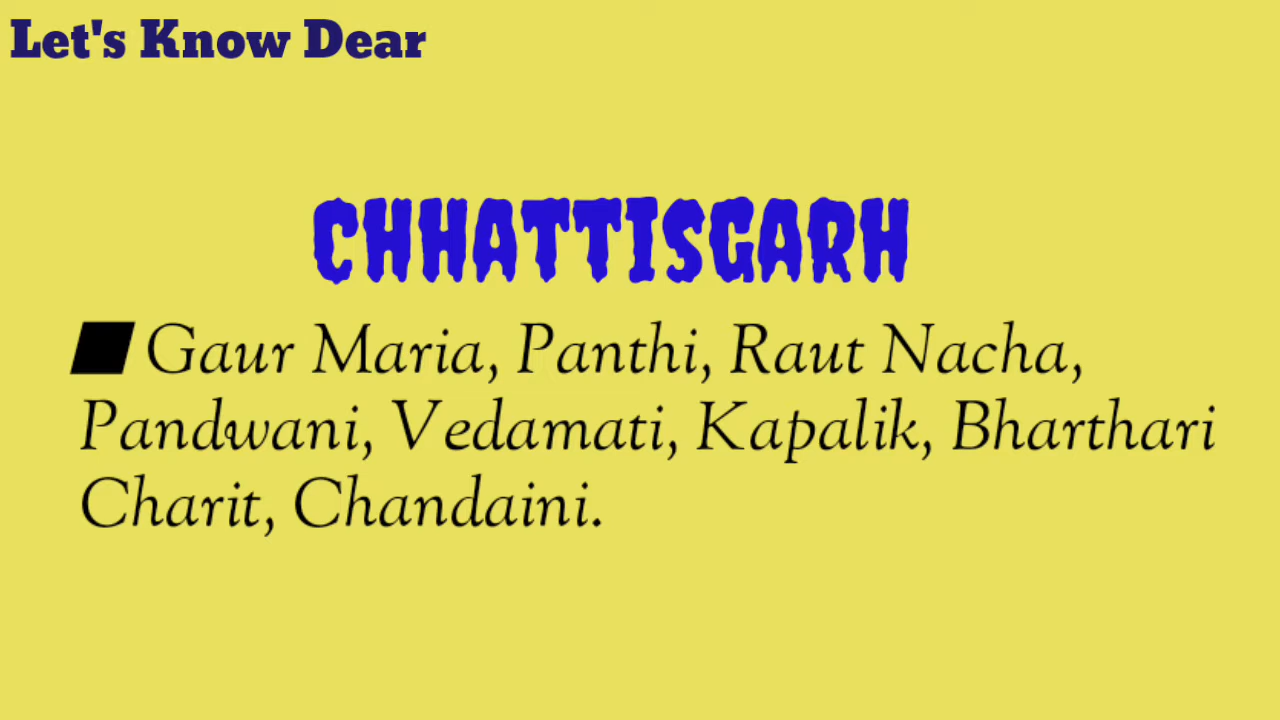 Let's Know Dear
CHHATTISGARH
Gaur Maria, Panthi, Raut Nacha,
Pandwani, Vedamati, Kapalik, Bharthari
Charit, Chandaini.